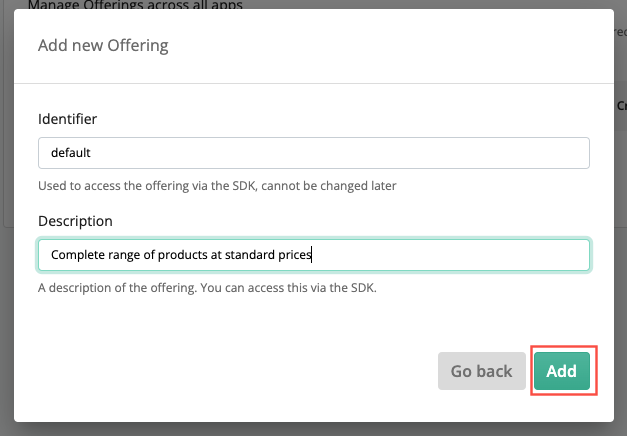 Manage Offerings across all apps
Add new Offering
Identifier
default
Used to access the offering via the SDK, cannot be changed later
Description
Complete range of products at standard prices
A description of the offering. You can access this via the SDK.
Go back
Add